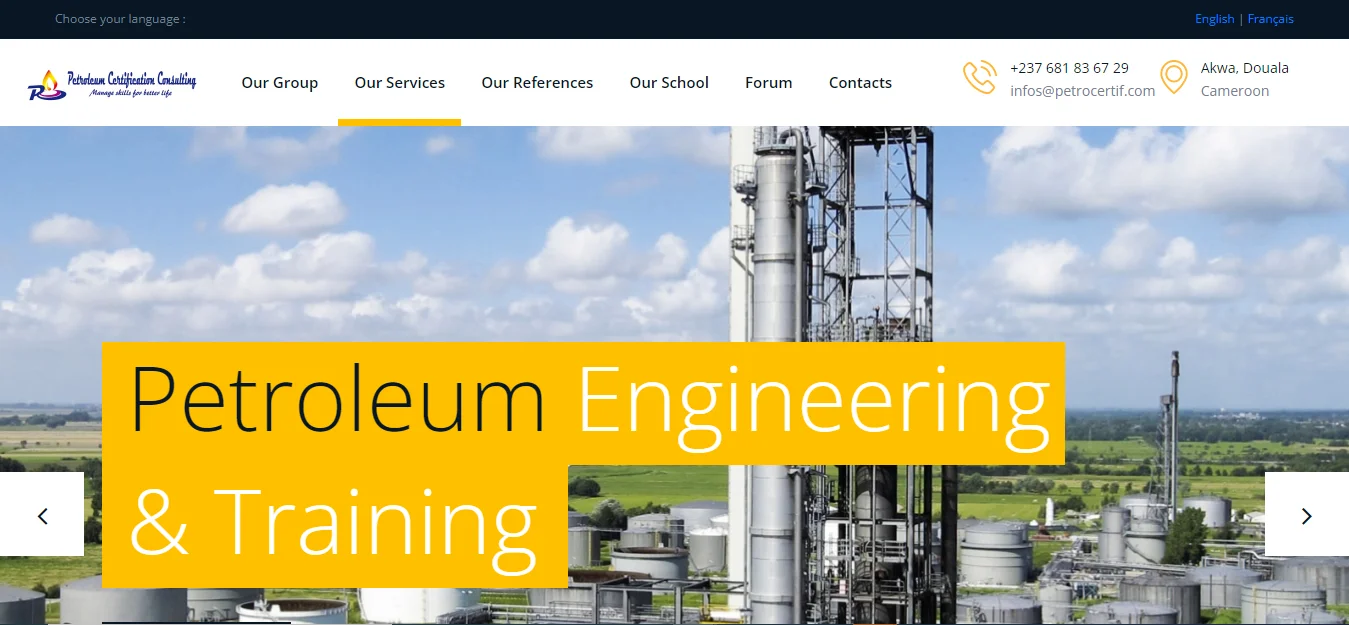 Choose your language :
English | Français
Petroleum Certification Consulting
Manage skills for better life
Our Group
Our Services
Our References
Our School
Forum
Contacts
+237 681 83 67 29
infos@petrocertif.com
Akwa, Douala
Cameroon
Petroleum Engineering
& Training